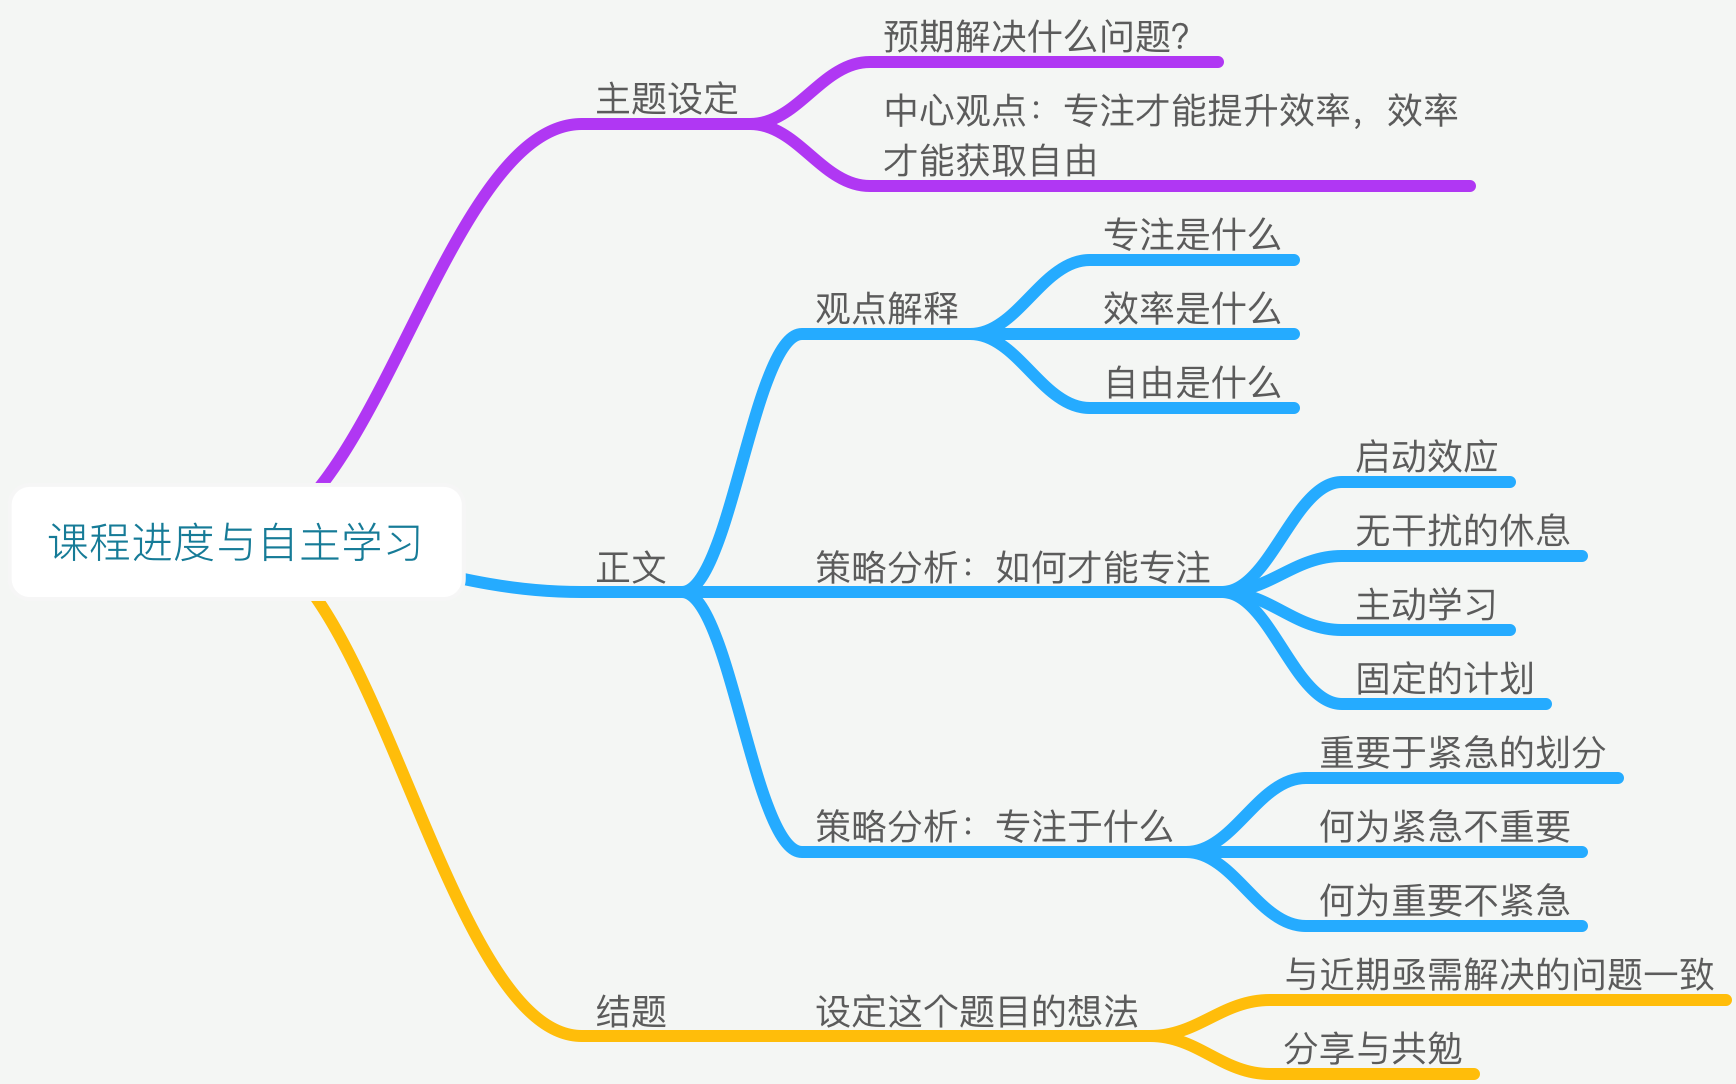 课程进度与自主学习
主题设定
预期解决什么问题?
中心观点：专注才能提升效率，效率
才能获取自由
正文
观点解释
专注是什么
效率是什么
自由是什么
策略分析：如何才能专注
启动效应
无干扰的休息
主动学习
固定的计划
策略分析：专注于什么
重要于紧急的划分
何为紧急不重要
何为重要不紧急
结题
设定这个题目的想法
与近期亟需解决的问题一致
分享与共勉